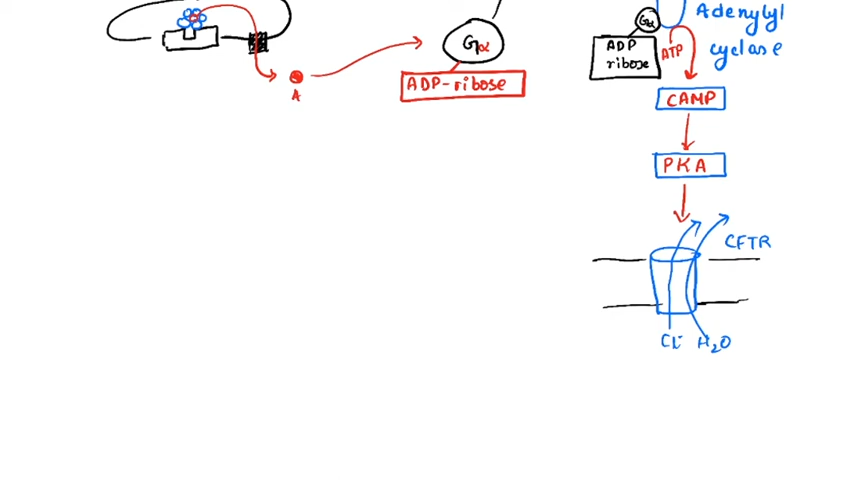 Gα
Adenylyl
cyclase
ADP
ribose
ATP
Gα
ADP-ribose
A
CAMP
PKA
CFTR
Cl-
H2O